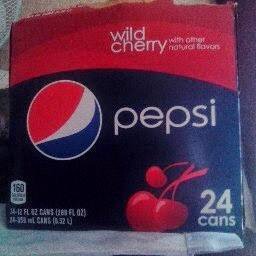 wild
cherry
with other
natural flavors
pepsi
160
24
cans
24-12 FL OZ CANS (288 FL OZ)
24-355 mL CANS (8.52 L)